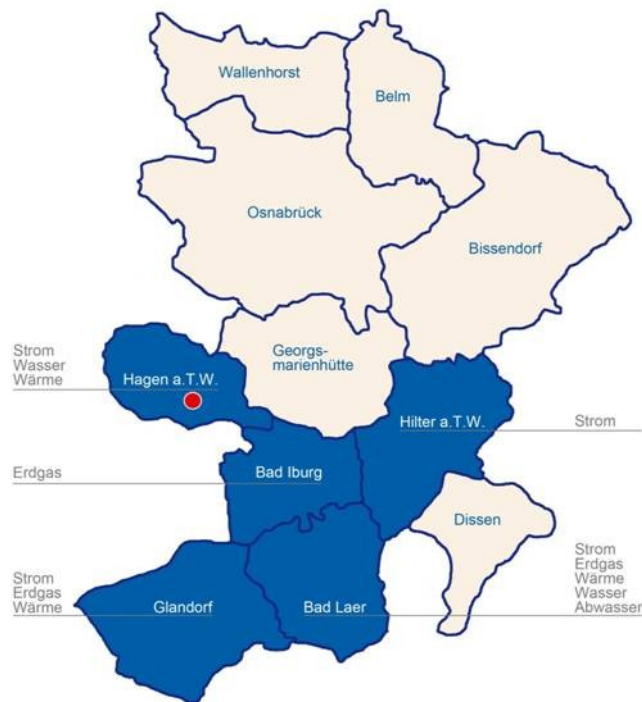 Wallenhorst
Belm
Osnabrück
Bissendorf
Georgs-
marienhütte
Strom
Wasser
Wärme
Hagen a.T.W.
Hilter a.T.W.
Strom
Erdgas
Bad Iburg
Dissen
Strom
Erdgas
Wärme
Glandorf
Bad Laer
Strom
Erdgas
Wärme
Wasser
Abwasser